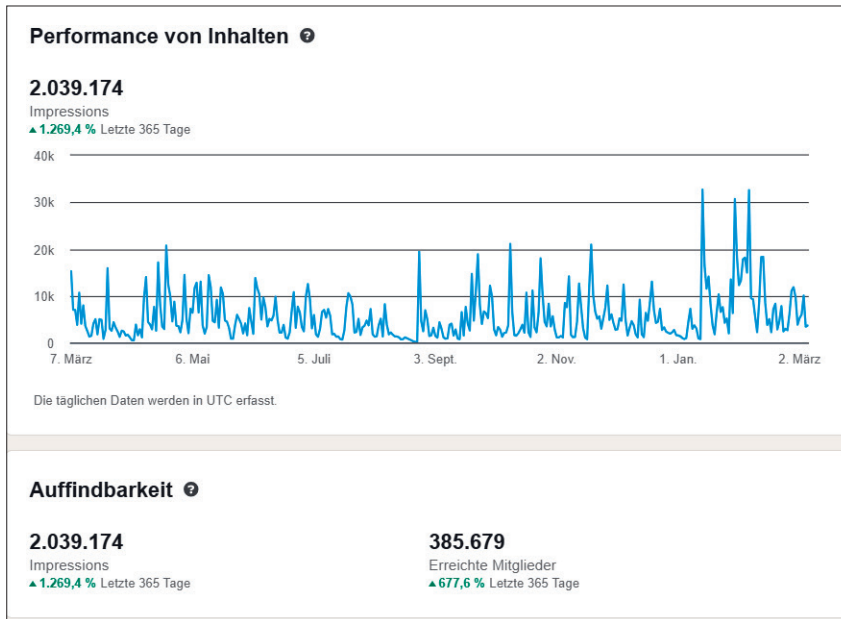 Performance von Inhalten ?
2.039.174
Impressions
▲1.269,4 % Letzte 365 Tage
40k
30k
20k
10k
0
7. März 6. Mai 5. Juli 3. Sept. 2. Nov. 1. Jan. 2. März
Die täglichen Daten werden in UTC erfasst.
Auffindbarkeit ?
2.039.174 385.679
Impressions Erreichte Mitglieder
▲1.269,4 % Letzte 365 Tage ▲677,6 % Letzte 365 Tage